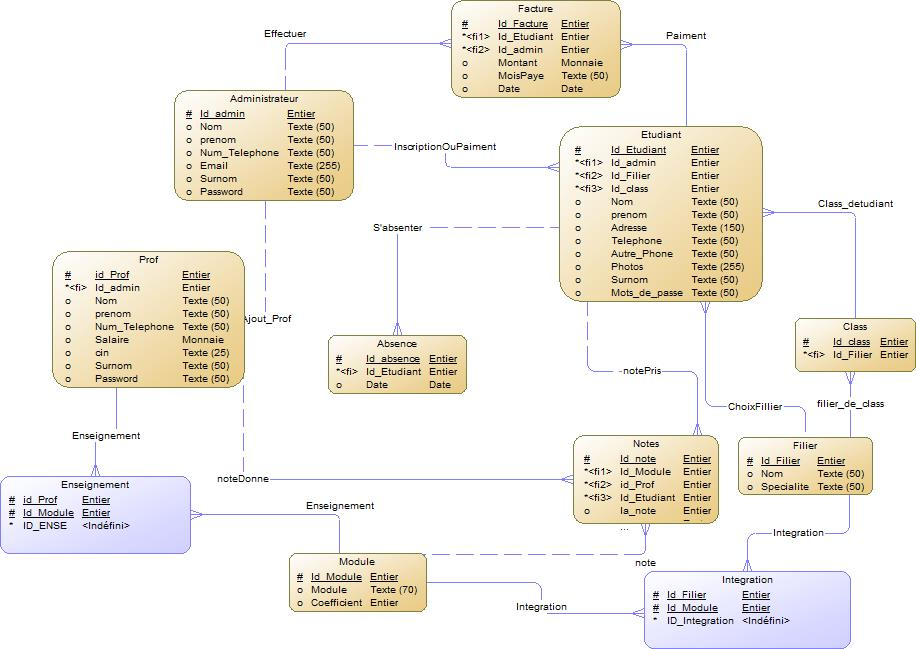 Facture
# Id_Facture Entier
*<fi1> Id_Etudiant Entier
*<fi2> Id_admin Entier
o Montant Monnaie
o MoisPaye Texte (50)
o Date Date
Effectuer
Paiment
Administrateur
# Id_admin Entier
o Nom Texte (50)
o prenom Texte (50)
o Num_Telephone Texte (50)
o Email Texte (255)
o Surnom Texte (50)
o Password Texte (50)
InscriptionOuPaiment
Etudiant
# Id_Etudiant Entier
*<fi1> Id_admin Entier
*<fi2> Id_Filier Entier
*<fi3> Id_class Entier
o Nom Texte (50)
o prenom Texte (50)
o Adresse Texte (150)
o Telephone Texte (50)
o Autre_Phone Texte (50)
o Photos Texte (255)
o Surnom Texte (50)
o Mots_de_passe Texte (50)
Class_detudiant
S'absenter
Prof
# id_Prof Entier
*<fi> Id_admin Entier
o Nom Texte (50)
o prenom Texte (50)
o Num_Telephone Texte (50)
o Salaire Monnaie
o cin Texte (25)
o Surnom Texte (50)
o Password Texte (50)
Ajout_Prof
Absence
# Id_absence Entier
*<fi> Id_Etudiant Entier
o Date Date
Class
# Id_class Entier
*<fi> Id_Filier Entier
notePris
ChoixFillier
filier_de_class
Enseignement
Notes
# Id_note Entier
*<fi1> Id_Module Entier
*<fi2> id_Prof Entier
*<fi3> Id_Etudiant Entier
o la_note Entier
...
Filier
# Id_Filier Entier
o Nom Texte (50)
o Specialite Texte (50)
noteDonne
Enseignement
# id_Prof Entier
# Id_Module Entier
* ID_ENSE <Indéfini>
Enseignement
Integration
Module
# Id_Module Entier
o Module Texte (70)
o Coefficient Entier
note
Integration
Integration
# Id_Filier Entier
# Id_Module Entier
* ID_Integration <Indéfini>